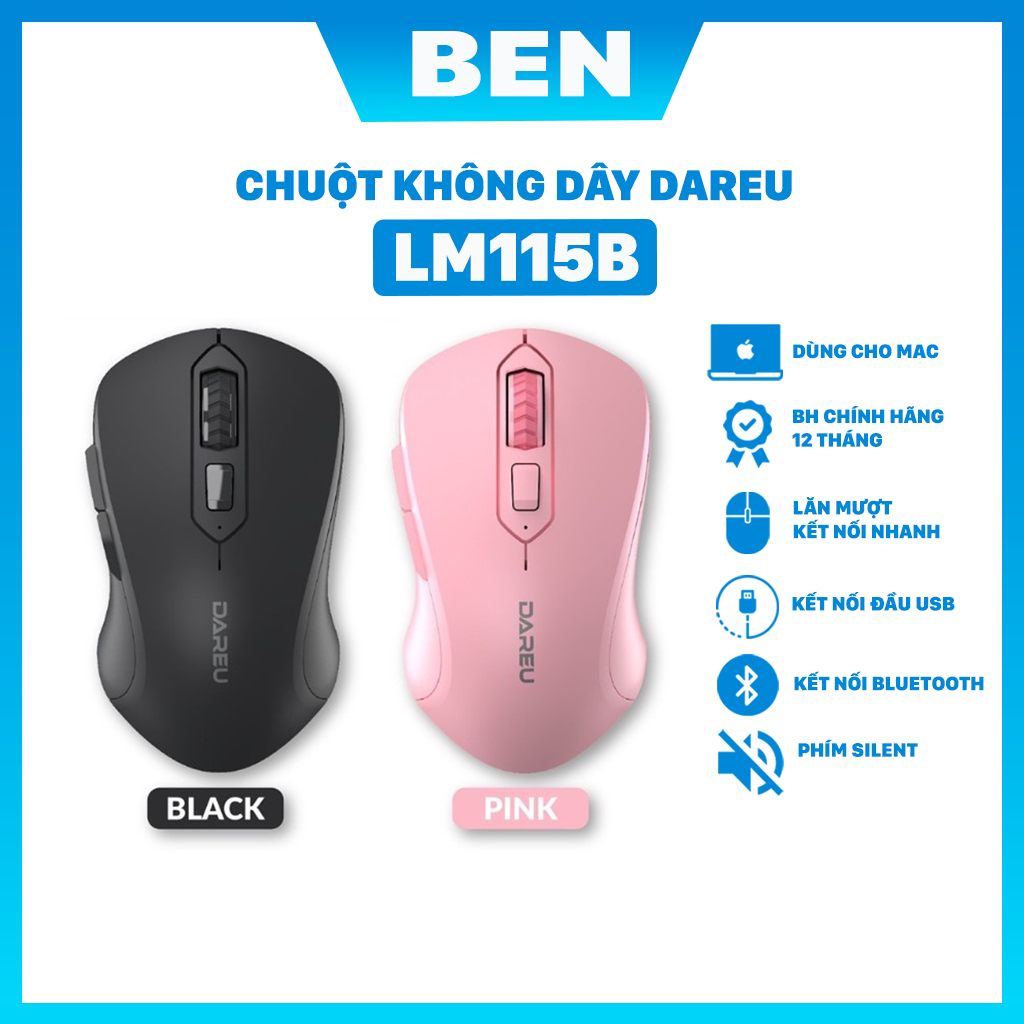 BEN
CHUỘT KHÔNG DÂY DAREU
LM115B
DAREU
DAREU
BLACK
PINK
DÙNG CHO MAC
BH CHÍNH HÃNG
12 THÁNG
LĂN MƯỢT
KẾT NỐI NHANH
KẾT NỐI ĐẦU USB
KẾT NỐI BLUETOOTH
PHÍM SILENT